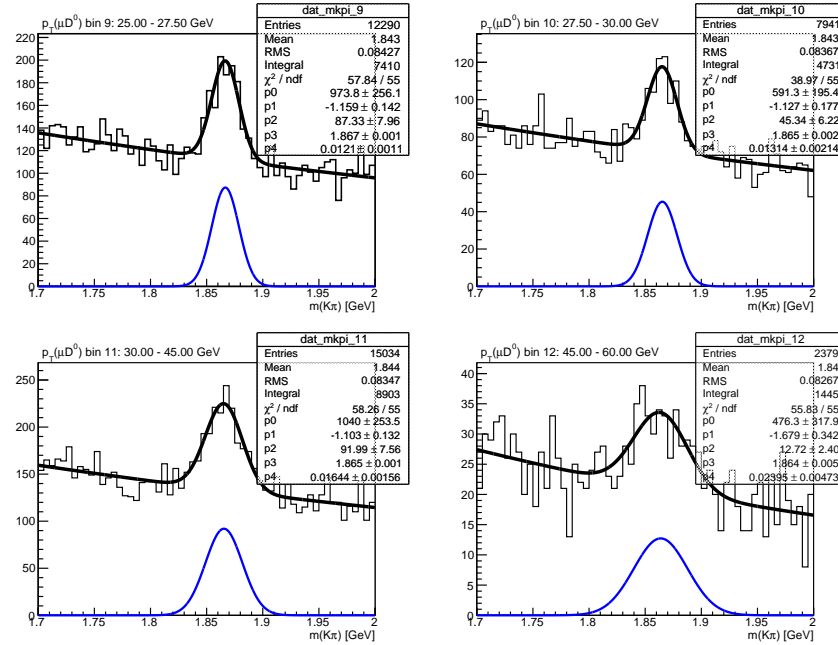 p_T(μD^0) bin 9: 25.00 - 27.50 GeV
dat_mkpi_9
Entries 12290
Mean 1.843
RMS 0.08427
Integral 7410
χ² / ndf 57.84 / 55
p0 973.8 ± 256.1
p1 -1.159 ± 0.142
p2 87.33 ± 7.96
p3 1.867 ± 0.001
p4 0.0121 ± 0.0011
220
200
180
160
140
120
100
80
60
40
20
0
1.7 1.75 1.8 1.85 1.9 1.95 2
m(Kπ) [GeV]
p_T(μD^0) bin 10: 27.50 - 30.00 GeV
dat_mkpi_10
Entries 7941
Mean 1.843
RMS 0.08367
Integral 4731
χ² / ndf 38.97 / 55
p0 591.3 ± 195.4
p1 -1.127 ± 0.177
p2 45.34 ± 6.22
p3 1.865 ± 0.002
p4 0.01314 ± 0.00214
120
100
80
60
40
20
0
1.7 1.75 1.8 1.85 1.9 1.95 2
m(Kπ) [GeV]
p_T(μD^0) bin 11: 30.00 - 45.00 GeV
dat_mkpi_11
Entries 15034
Mean 1.844
RMS 0.08347
Integral 8903
χ² / ndf 58.26 / 55
p0 1040 ± 253.5
p1 -1.103 ± 0.132
p2 91.99 ± 7.56
p3 1.865 ± 0.001
p4 0.01644 ± 0.00156
250
200
150
100
50
0
1.7 1.75 1.8 1.85 1.9 1.95 2
m(Kπ) [GeV]
p_T(μD^0) bin 12: 45.00 - 60.00 GeV
dat_mkpi_12
Entries 2379
Mean 1.84
RMS 0.08267
Integral 1445
χ² / ndf 55.83 / 55
p0 476.3 ± 317.9
p1 -1.679 ± 0.342
p2 12.72 ± 2.40
p3 1.864 ± 0.005
p4 0.02395 ± 0.00473
40
35
30
25
20
15
10
5
0
1.7 1.75 1.8 1.85 1.9 1.95 2
m(Kπ) [GeV]